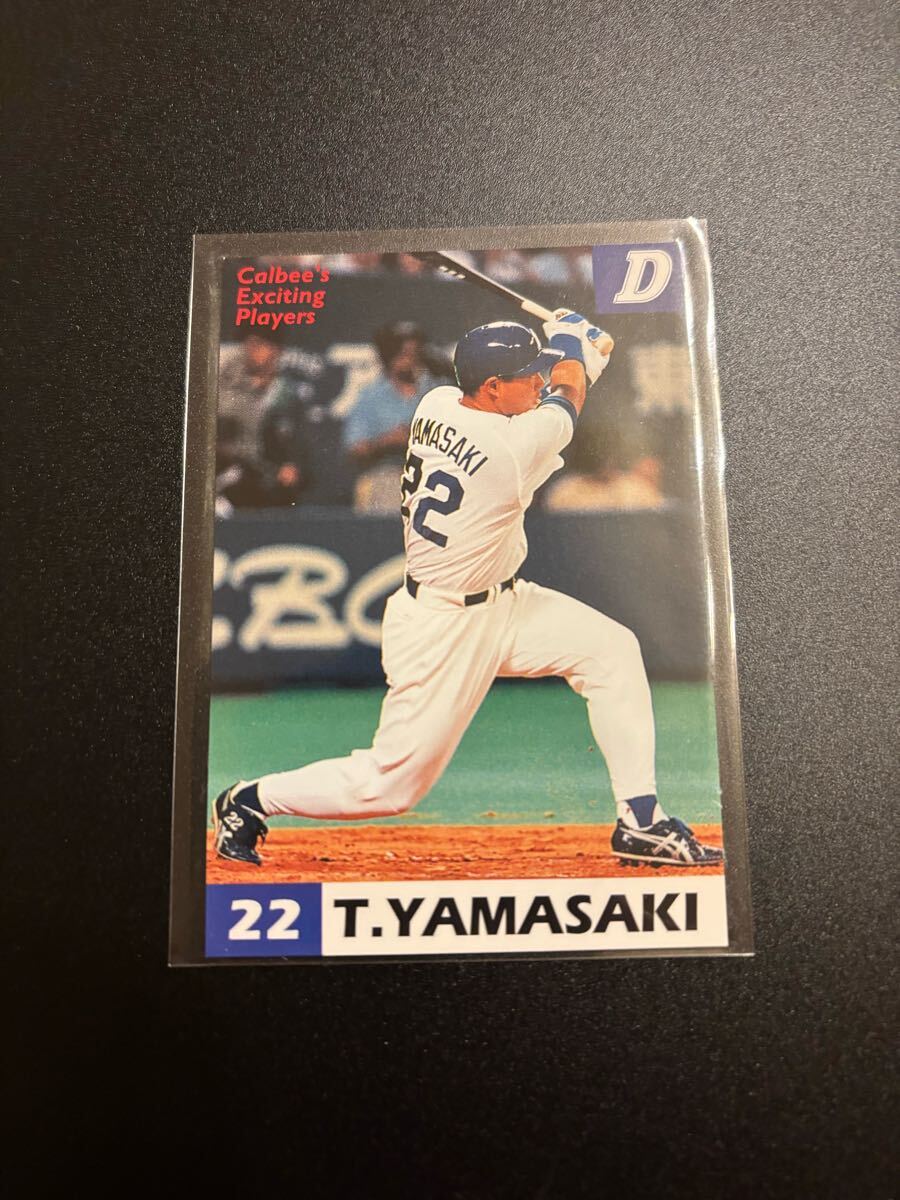 Calbee's
Exciting
Players
D
YAMASAKI
22
22
22 T.YAMASAKI